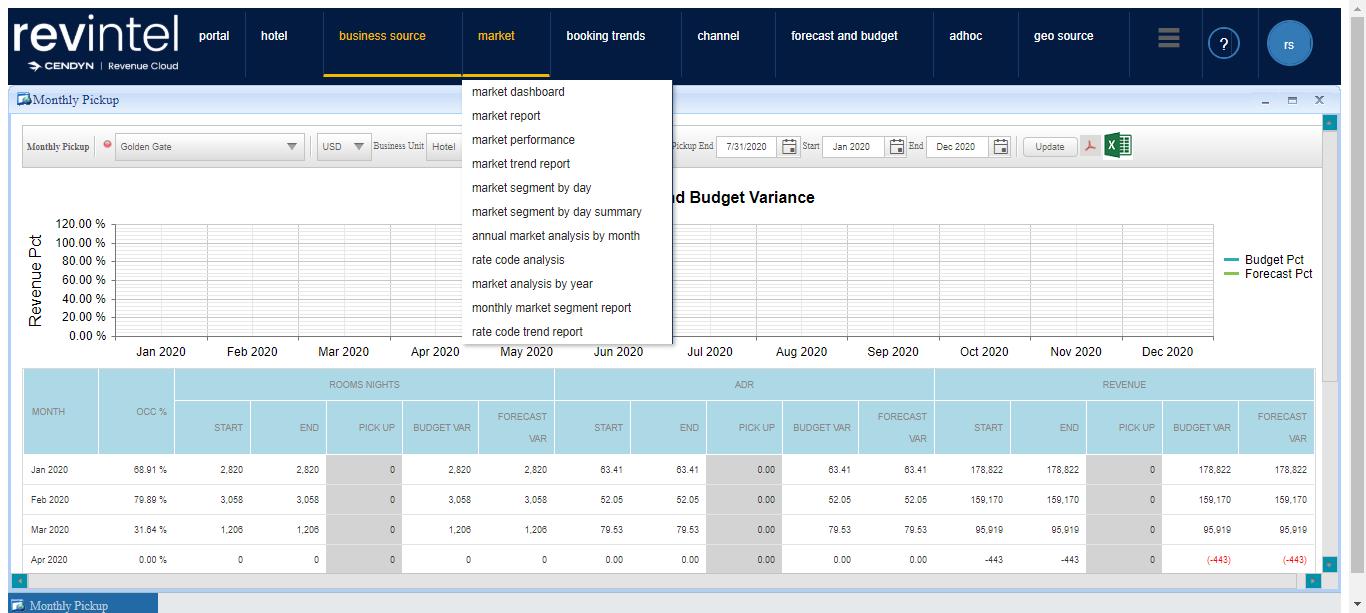 revintel
CENDYN | Revenue Cloud
portal hotel business source market booking trends channel forecast and budget adhoc geo source ? rs
market dashboard
market report
market performance
market trend report
market segment by day
market segment by day summary
annual market analysis by month
rate code analysis
market analysis by year
monthly market segment report
rate code trend report
Monthly Pickup
Monthly Pickup Golden Gate USD Business Unit Hotel Pickup End 7/31/2020 Start Jan 2020 End Dec 2020 Update
d Budget Variance
Revenue Pct
120.00 %
100.00 %
80.00 %
60.00 %
40.00 %
20.00 %
0.00 %
Jan 2020 Feb 2020 Mar 2020 Apr 2020 May 2020 Jun 2020 Jul 2020 Aug 2020 Sep 2020 Oct 2020 Nov 2020 Dec 2020
Budget Pct
Forecast Pct
MONTH OCC % ROOMS NIGHTS ADR REVENUE
START END PICK UP BUDGET VAR FORECAST VAR START END PICK UP BUDGET VAR FORECAST VAR START END PICK UP BUDGET VAR FORECAST VAR
Jan 2020 68.91 % 2,820 2,820 0 2,820 2,820 63.41 63.41 0.00 63.41 63.41 178,822 178,822 0 178,822 178,822
Feb 2020 79.89 % 3,058 3,058 0 3,058 3,058 52.05 52.05 0.00 52.05 52.05 159,170 159,170 0 159,170 159,170
Mar 2020 31.64 % 1,206 1,206 0 1,206 1,206 79.53 79.53 0.00 79.53 79.53 95,919 95,919 0 95,919 95,919
Apr 2020 0.00 % 0 0 0 0 0 0.00 0.00 0.00 0.00 0.00 -443 -443 0 (-443) (-443)
Monthly Pickup